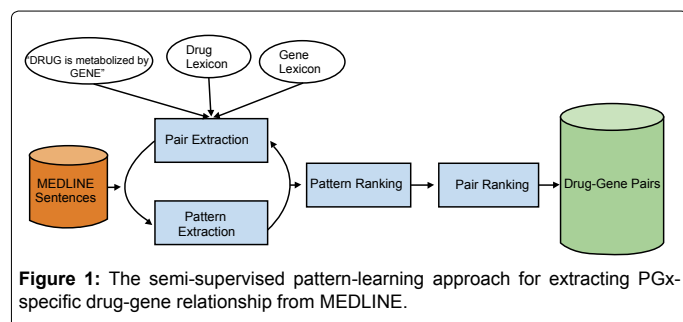 "DRUG is metabolized by
GENE"
Drug
Lexicon
Gene
Lexicon
Pair Extraction
MEDLINE
Sentences
Pattern
Extraction
Pattern Ranking
Pair Ranking
Drug-Gene Pairs
Figure 1: The semi-supervised pattern-learning approach for extracting PGx-
specific drug-gene relationship from MEDLINE.